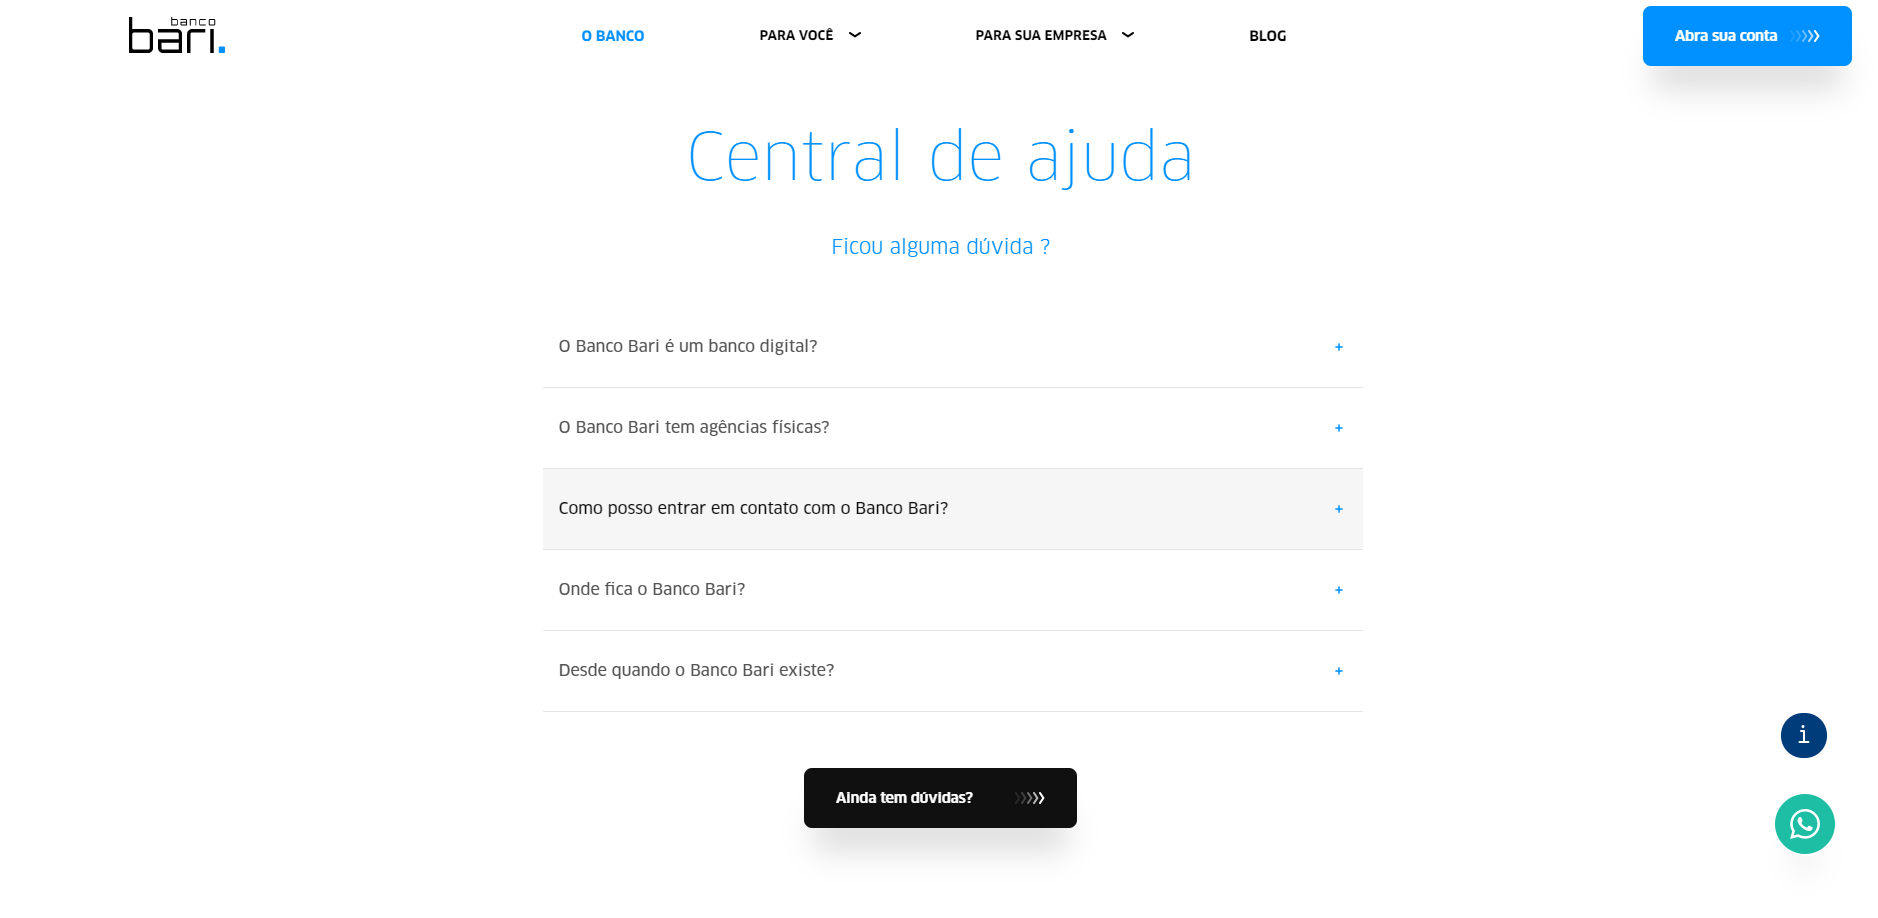 banco
bari.
O BANCO
PARA VOCÊ
PARA SUA EMPRESA
BLOG
Abra sua conta
Central de ajuda
Ficou alguma dúvida ?
O Banco Bari é um banco digital?
+
O Banco Bari tem agências físicas?
+
Como posso entrar em contato com o Banco Bari?
+
Onde fica o Banco Bari?
+
Desde quando o Banco Bari existe?
+
i
Ainda tem dúvidas?